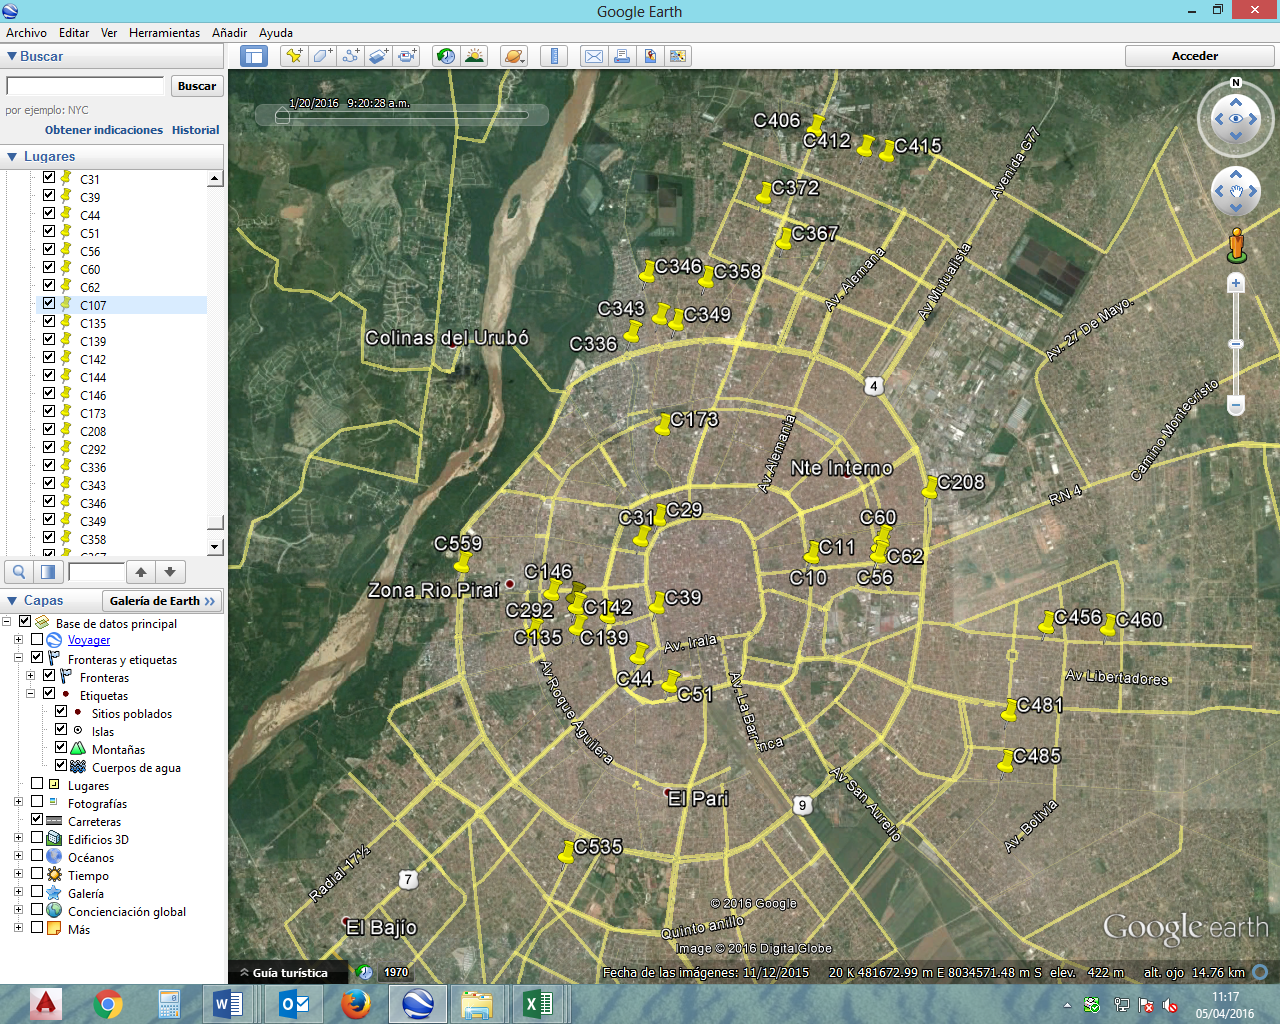 Google Earth
Archivo Editar Ver Herramientas Añadir Ayuda
Buscar
Buscar
por ejemplo: NYC
Obtener indicaciones Historial
Acceder
Lugares
C31
C39
C44
C51
C56
C60
C62
C107
C135
C139
C142
C144
C146
C173
C208
C292
C336
C343
C346
C349
C358
C367
Capas
Galería de Earth >>
Base de datos principal
Voyager
Fronteras y etiquetas
Fronteras
Etiquetas
Sitios poblados
Islas
Montañas
Cuerpos de agua
Lugares
Fotografías
Carreteras
Edificios 3D
Océanos
Tiempo
Galería
Concienciación global
Más
1/20/2016 9:20:28 a.m.
N
C406
C412
C415
Avenida G77
C372
C367
Av. Alemana
Av Mutualista
C346
C358
C343
C349
C336
Colinas del Urubó
Av. 27 De Mayo.
4
Camino Montecristo
C173
Av. Alemania
Nte Interno
C208
RN 4
C29
C31
C60
C11
C62
C10
C56
C559
C146
Zona Rio Piraí
C292
C142
C39
C135
C139
Av. Irala
C456
C460
C44
C51
Av Libertadores
Av. La Barranca
Av Roque Aguilera
C481
C485
El Pari
9
Av San Aurelio
Av. Bolivia
C535
Radial 17½
7
El Bajío
© 2016 Google
Quinto anillo
Image © 2016 DigitalGlobe
Google earth
Guía turística
1970
Fecha de las imágenes: 11/12/2015 20 K 481672.99 m E 8034571.48 m S elev. 422 m alt. ojo 14.76 km
11:17
05/04/2016